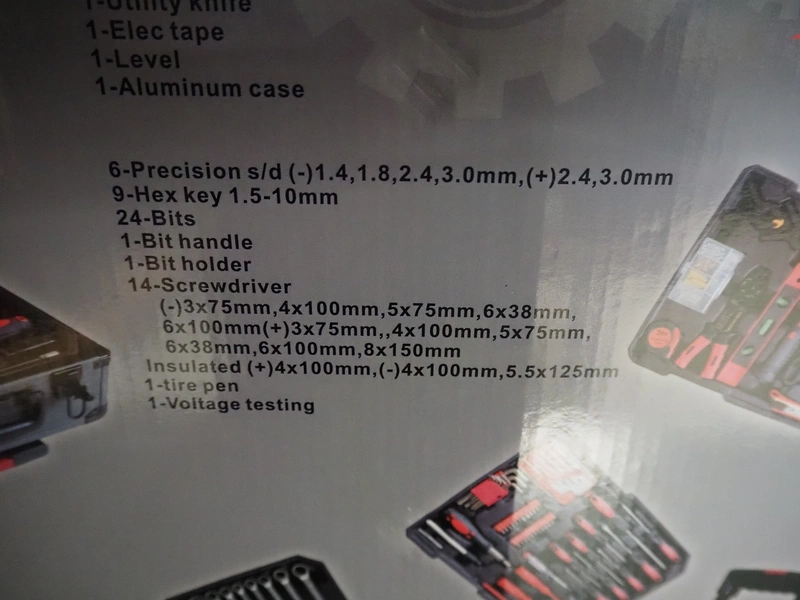 1-Utility knife
1-Elec tape
1-Level
1-Aluminum case
6-Precision s/d (-)1.4,1.8,2.4,3.0mm,(+)2.4,3.0mm
9-Hex key 1.5-10mm
24-Bits
1-Bit handle
1-Bit holder
14-Screwdriver
(-)3x75mm,4x100mm,5x75mm,6x38mm,
6x100mm(+)3x75mm,,4x100mm,5x75mm,
6x38mm,6x100mm,8x150mm
Insulated (+)4x100mm,(-)4x100mm,5.5x125mm
1-tire pen
1-Voltage testing